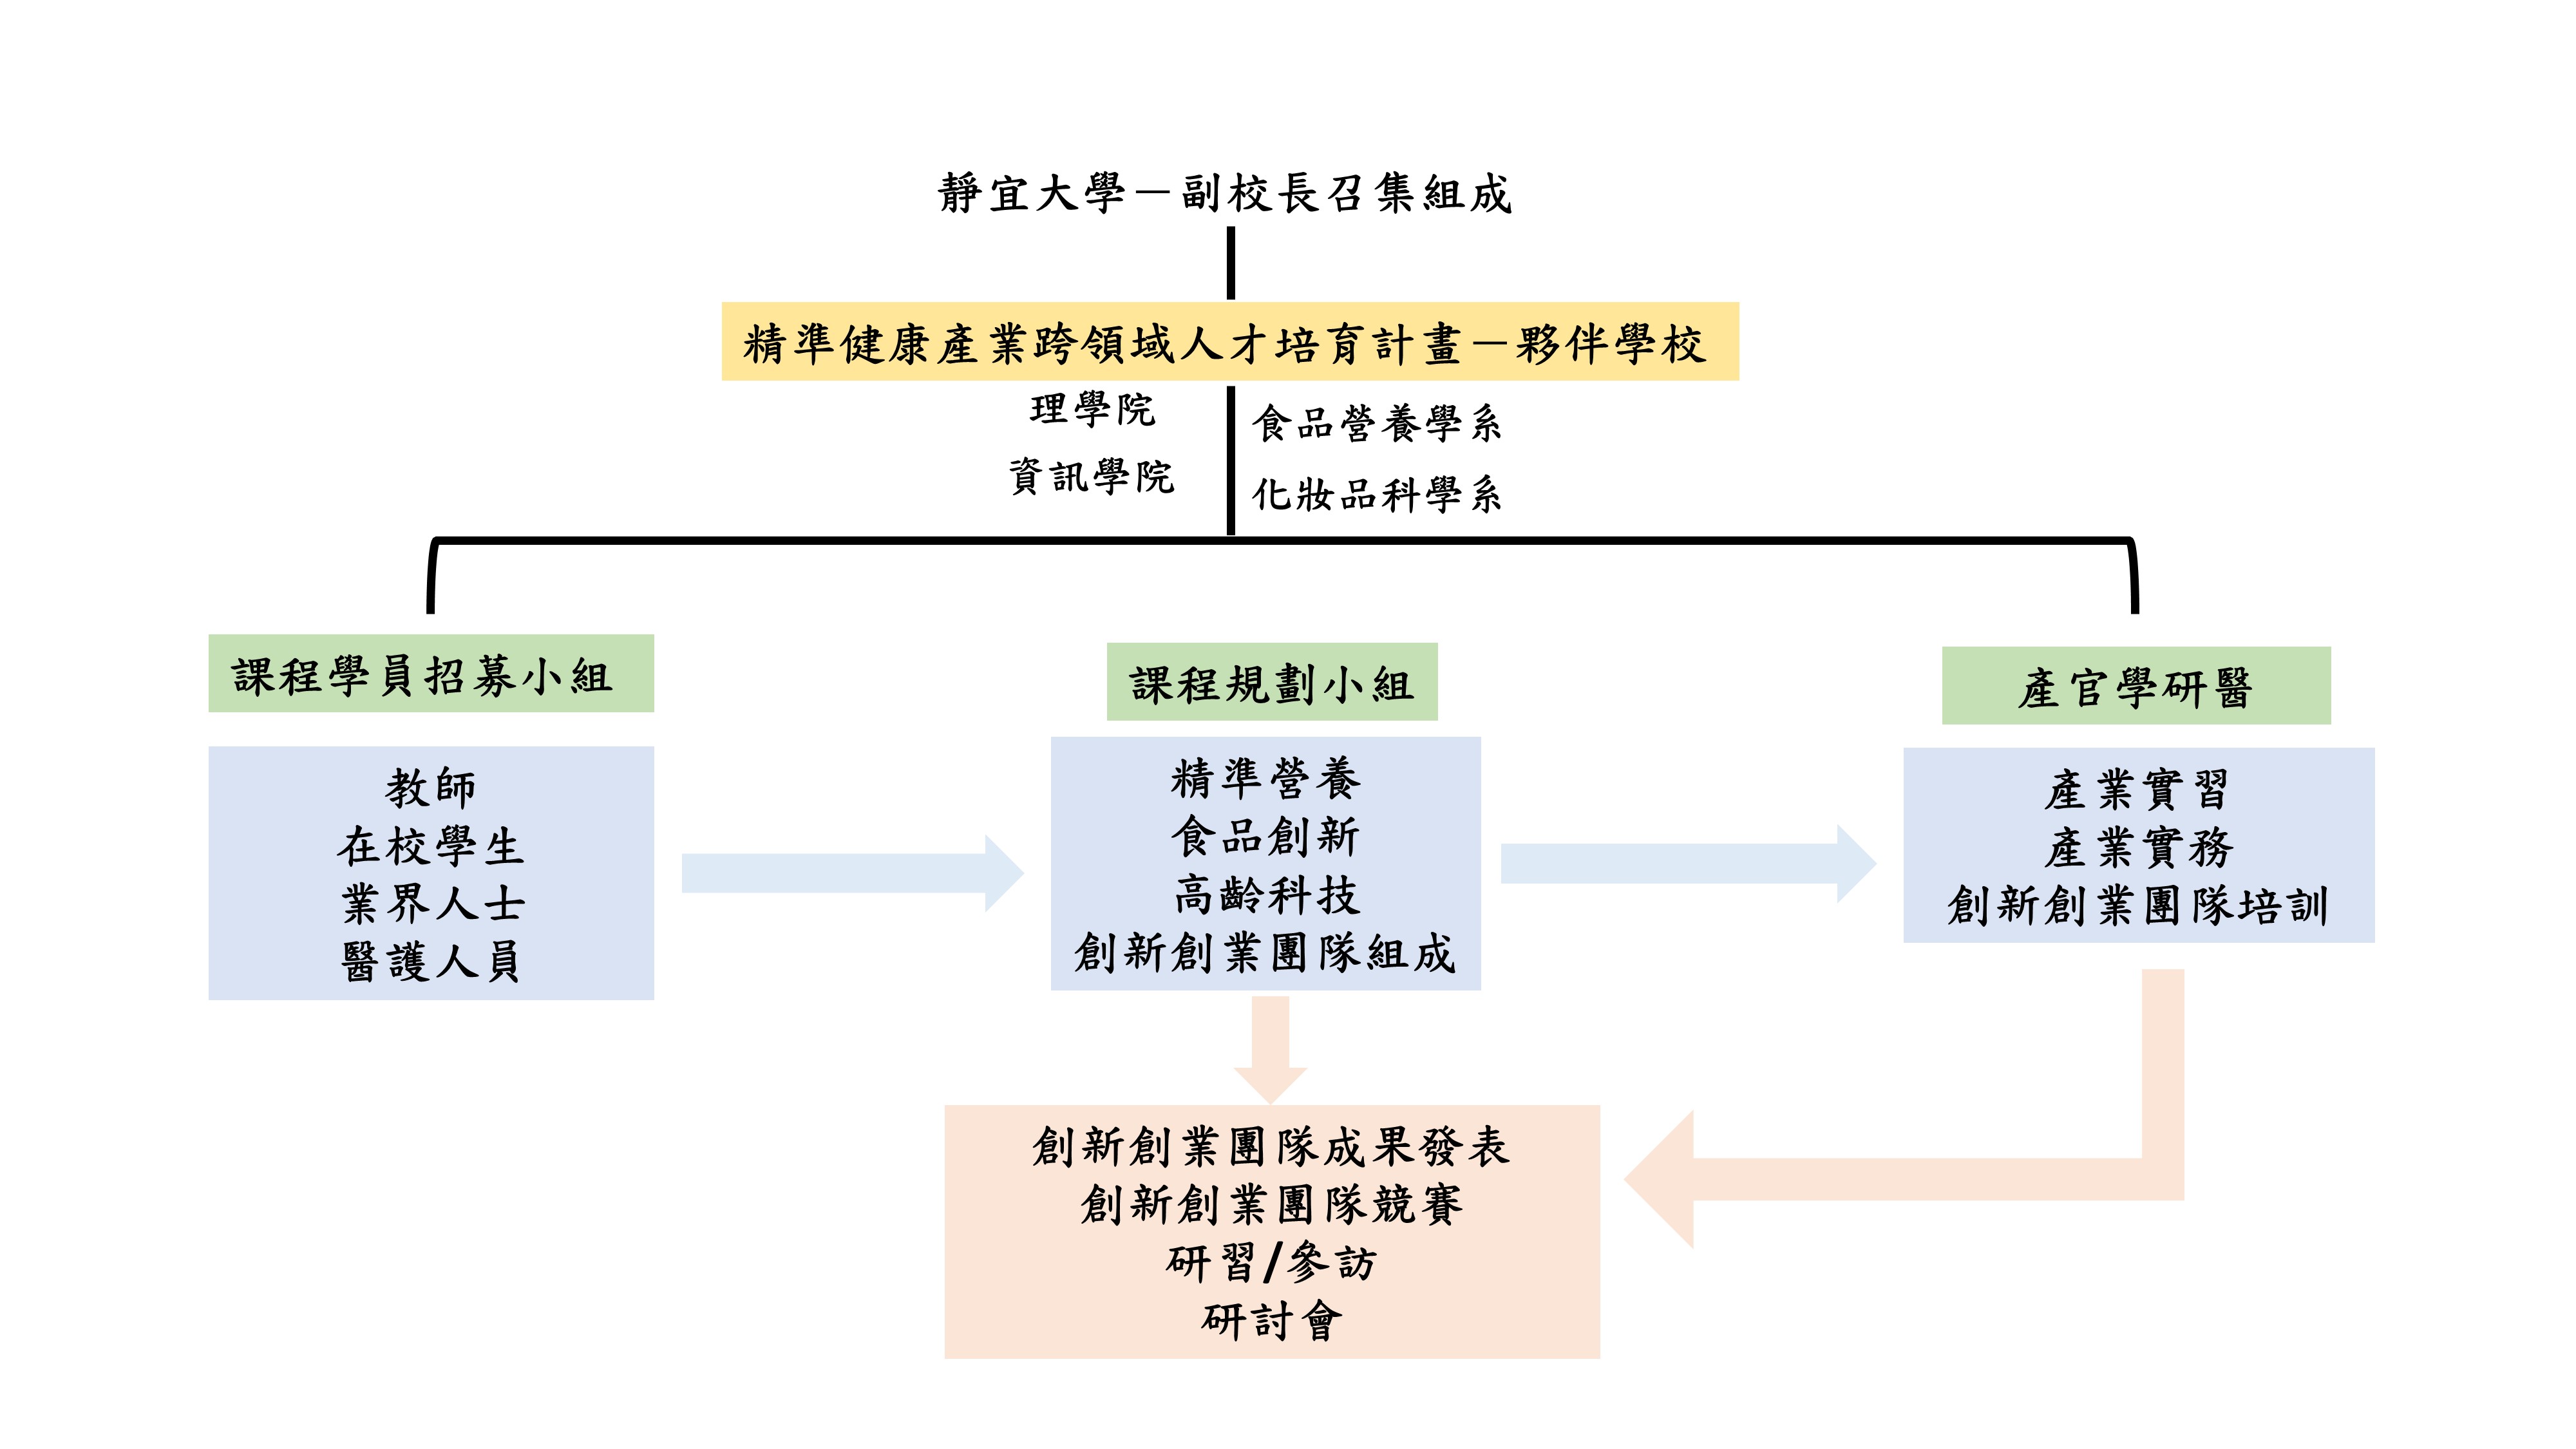 靜宜大學－副校長召集組成
精準健康產業跨領域人才培育計畫－夥伴學校
理學院
資訊學院
食品營養學系
化妝品科學系
課程學員招募小組
教師
在校學生
業界人士
醫護人員
課程規劃小組
精準營養
食品創新
高齡科技
創新創業團隊組成
產官學研醫
產業實習
產業實務
創新創業團隊培訓
創新創業團隊成果發表
創新創業團隊競賽
研習/參訪
研討會